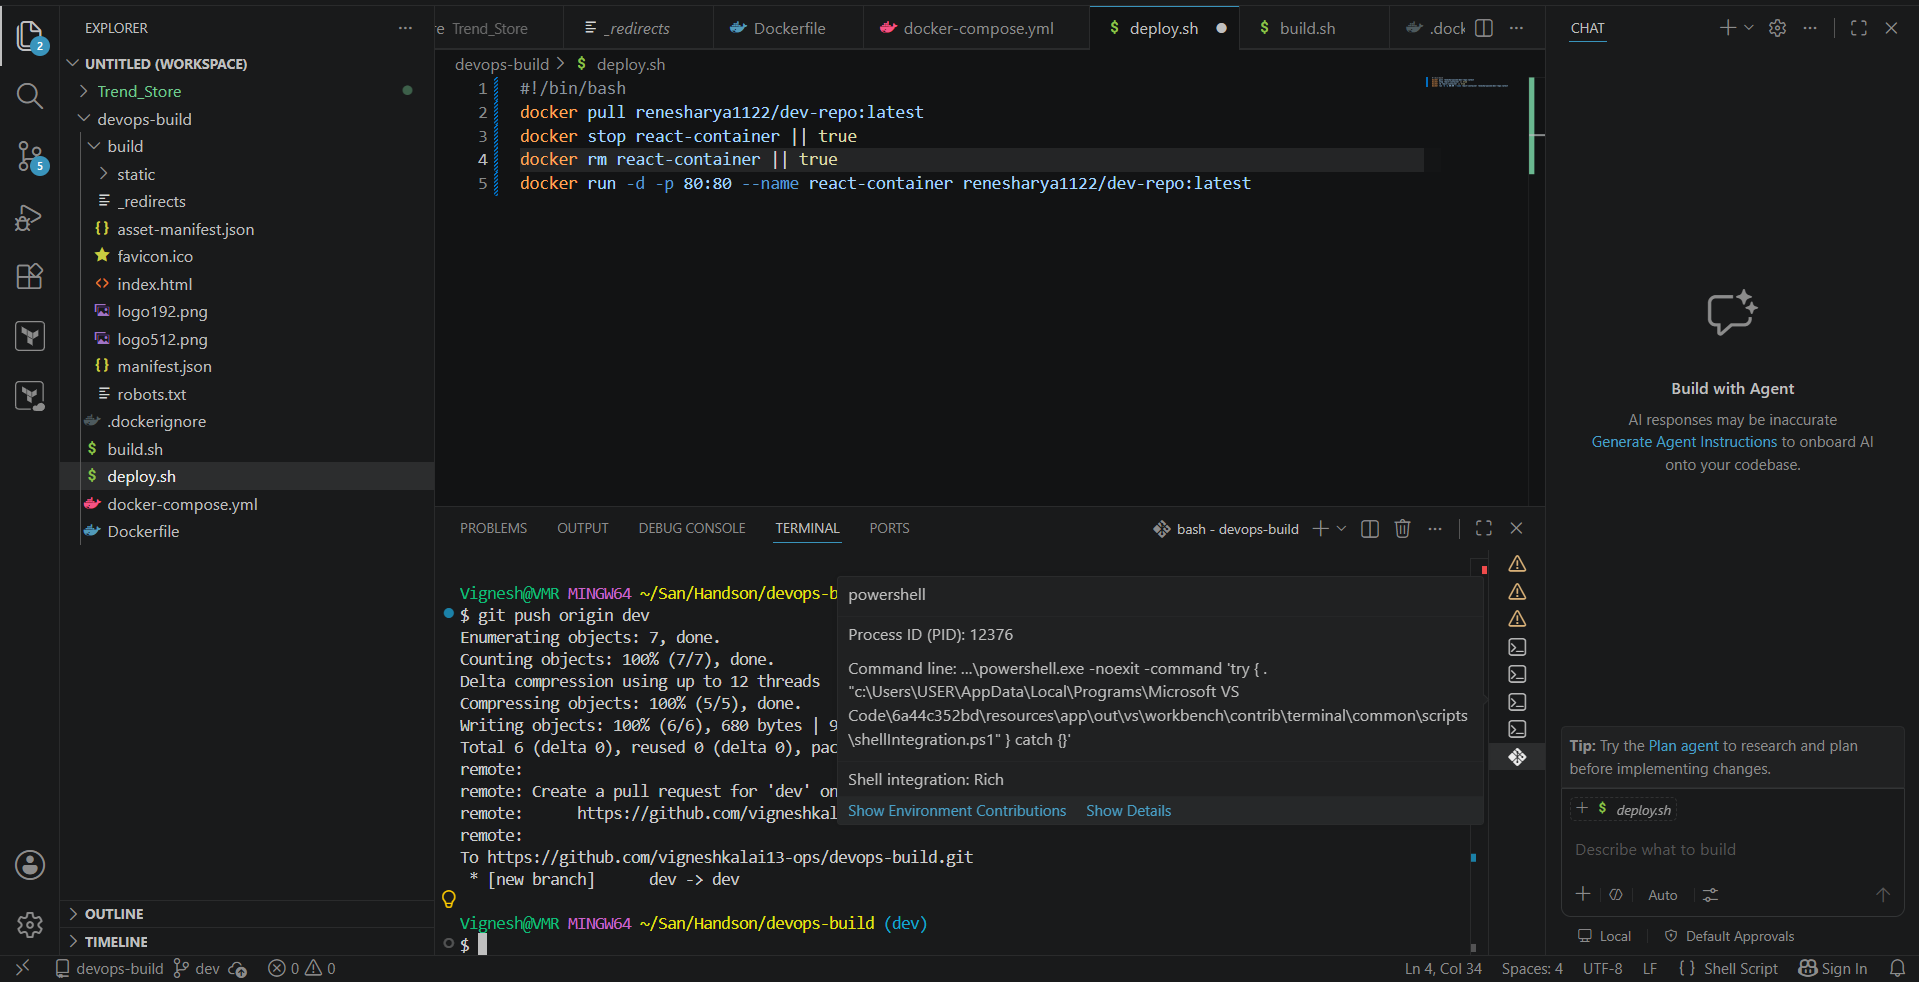 EXPLORER
UNTITLED (WORKSPACE)
Trend_Store
devops-build
build
static
_redirects
asset-manifest.json
favicon.ico
index.html
logo192.png
logo512.png
manifest.json
robots.txt
.dockerignore
build.sh
deploy.sh
docker-compose.yml
Dockerfile
OUTLINE
TIMELINE
2
5
re Trend_Store
_redirects
Dockerfile
docker-compose.yml
deploy.sh
build.sh
.dock
devops-build > $ deploy.sh
1 #!/bin/bash
2 docker pull renesharya1122/dev-repo:latest
3 docker stop react-container || true
4 docker rm react-container || true
5 docker run -d -p 80:80 --name react-container renesharya1122/dev-repo:latest
PROBLEMS OUTPUT DEBUG CONSOLE TERMINAL PORTS
bash - devops-build
Vignesh@VMR MINGW64 ~/San/Handson/devops-b
$ git push origin dev
Enumerating objects: 7, done.
Counting objects: 100% (7/7), done.
Delta compression using up to 12 threads
Compressing objects: 100% (5/5), done.
Writing objects: 100% (6/6), 680 bytes | 9
Total 6 (delta 0), reused 0 (delta 0), pac
remote:
remote: Create a pull request for 'dev' on
remote:      https://github.com/vigneshkal
remote:
To https://github.com/vigneshkalai13-ops/devops-build.git
 * [new branch]      dev -> dev
Vignesh@VMR MINGW64 ~/San/Handson/devops-build (dev)
$
powershell
Process ID (PID): 12376
Command line: ...\powershell.exe -noexit -command 'try { .
"c:\Users\USER\AppData\Local\Programs\Microsoft VS
Code\6a44c352bd\resources\app\out\vs\workbench\contrib\terminal\common\scripts
\shellIntegration.ps1" } catch {}'
Shell integration: Rich
Show Environment Contributions Show Details
CHAT
Build with Agent
AI responses may be inaccurate
Generate Agent Instructions to onboard AI
onto your codebase.
Tip: Try the Plan agent to research and plan
before implementing changes.
$ deploy.sh
Describe what to build
Auto
Local
Default Approvals
devops-build dev 0 0
Ln 4, Col 34 Spaces: 4 UTF-8 LF { } Shell Script Sign In